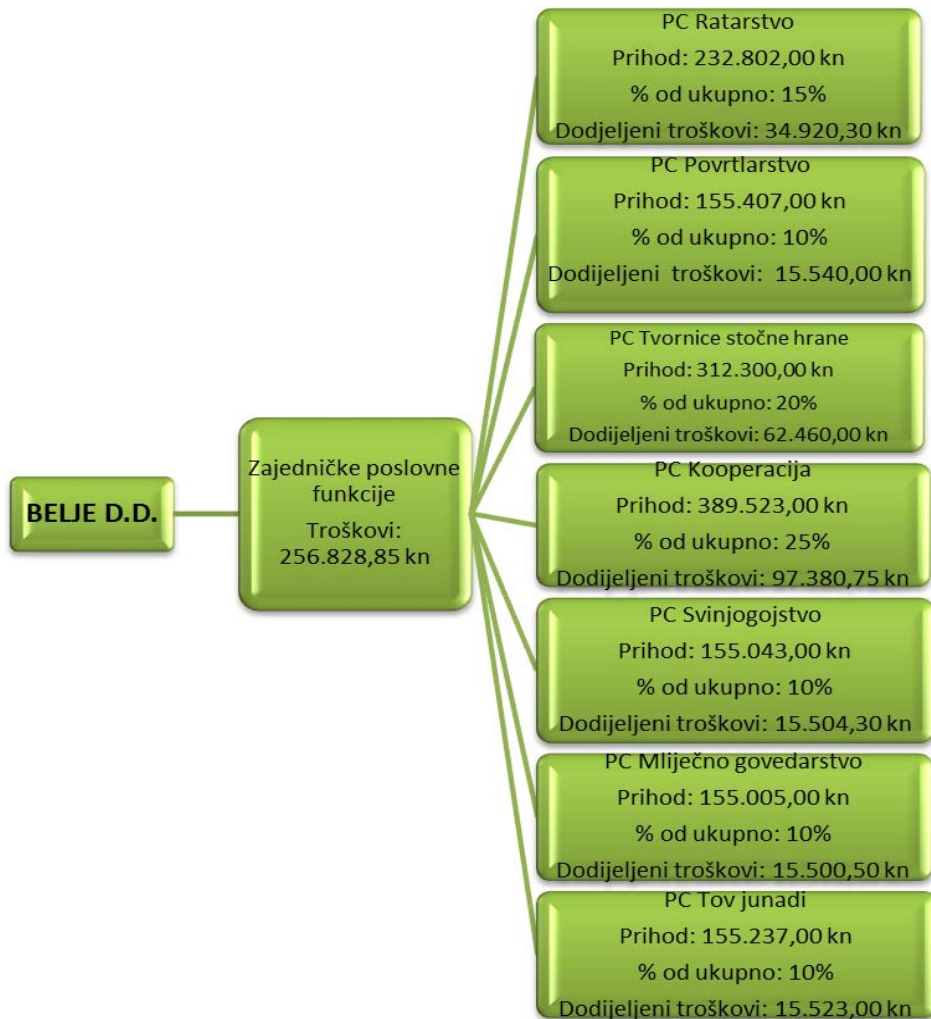 BELJE D.D.
Zajedničke poslovne
funkcije
Troškovi:
256.828,85 kn
PC Ratarstvo
Prihod: 232.802,00 kn
% od ukupno: 15%
Dodjeljeni troškovi: 34.920,30 kn
PC Povrtlarstvo
Prihod: 155.407,00 kn
% od ukupno: 10%
Dodijeljeni troškovi: 15.540,00 kn
PC Tvornice stočne hrane
Prihod: 312.300,00 kn
% od ukupno: 20%
Dodijeljeni troškovi: 62.460,00 kn
PC Kooperacija
Prihod: 389.523,00 kn
% od ukupno: 25%
Dodijeljeni troškovi: 97.380,75 kn
PC Svinjogojstvo
Prihod: 155.043,00 kn
% od ukupno: 10%
Dodijeljeni troškovi: 15.504,30 kn
PC Mliječno govedarstvo
Prihod: 155.005,00 kn
% od ukupno: 10%
Dodijeljeni troškovi: 15.500,50 kn
PC Tov junadi
Prihod: 155.237,00 kn
% od ukupno: 10%
Dodijeljeni troškovi: 15.523,00 kn